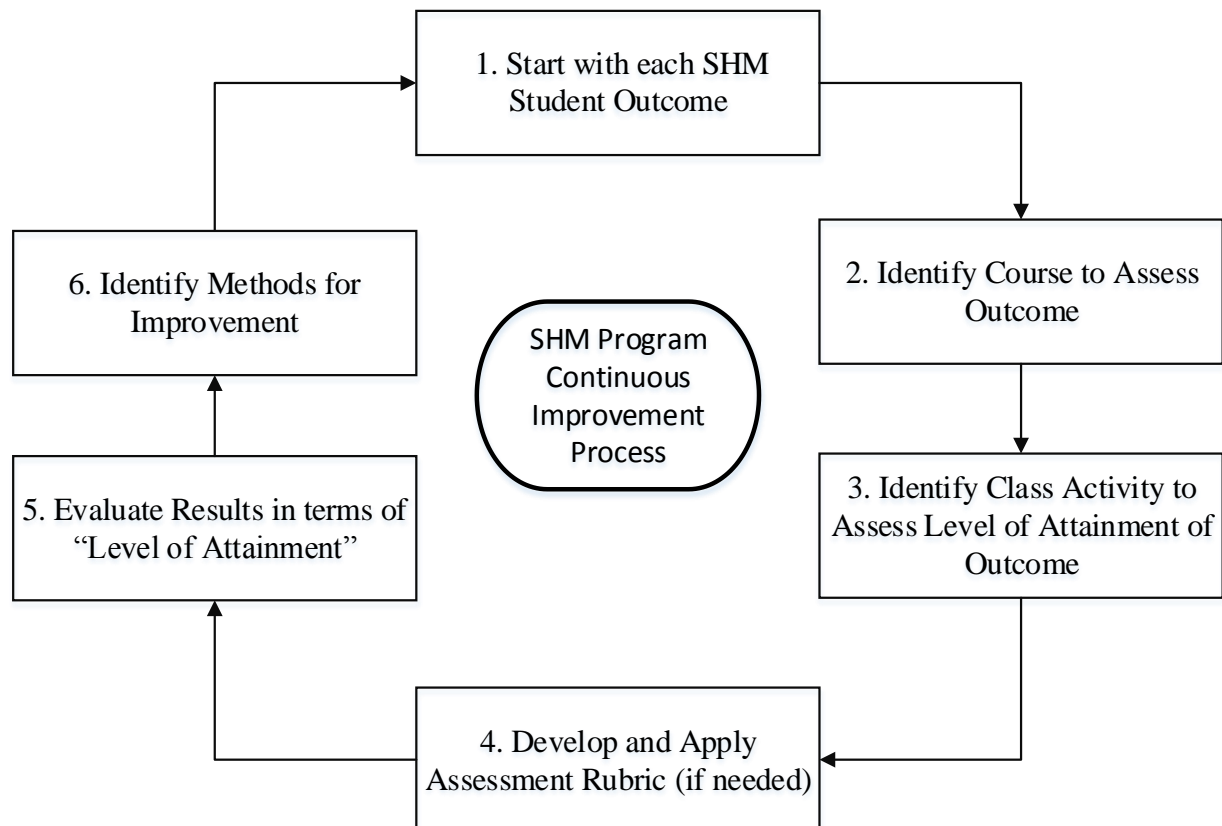 1. Start with each SHM
Student Outcome
2. Identify Course to Assess
Outcome
3. Identify Class Activity to
Assess Level of Attainment of
Outcome
4. Develop and Apply
Assessment Rubric (if needed)
5. Evaluate Results in terms of
“Level of Attainment”
6. Identify Methods for
Improvement
SHM Program
Continuous
Improvement
Process